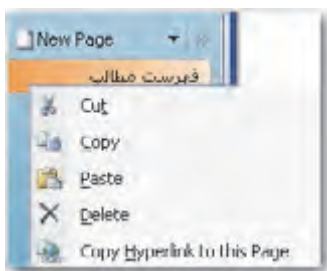 New Page
فهرست مطالب
Cut
Copy
Paste
Delete
Copy Hyperlink to this Page